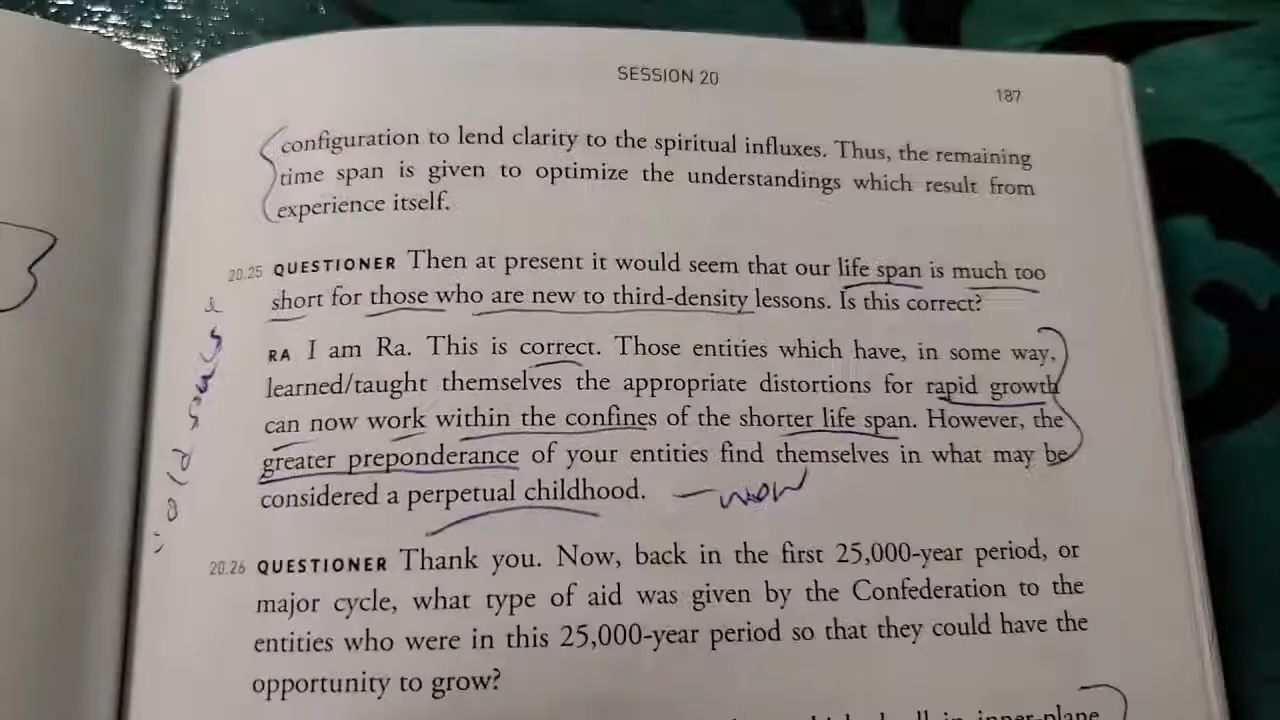 SESSION 20
187
configuration to lend clarity to the spiritual influxes. Thus, the remaining
time span is given to optimize the understandings which result from
experience itself.
20.25 QUESTIONER Then at present it would seem that our life span is much too
short for those who are new to third-density lessons. Is this correct?
RA I am Ra. This is correct. Those entities which have, in some way,
learned/taught themselves the appropriate distortions for rapid growth
can now work within the confines of the shorter life span. However, the
greater preponderance of your entities find themselves in what may be
considered a perpetual childhood. — wow
"old souls"
20.26 QUESTIONER Thank you. Now, back in the first 25,000-year period, or
major cycle, what type of aid was given by the Confederation to the
entities who were in this 25,000-year period so that they could have the
opportunity to grow?
inner-plane